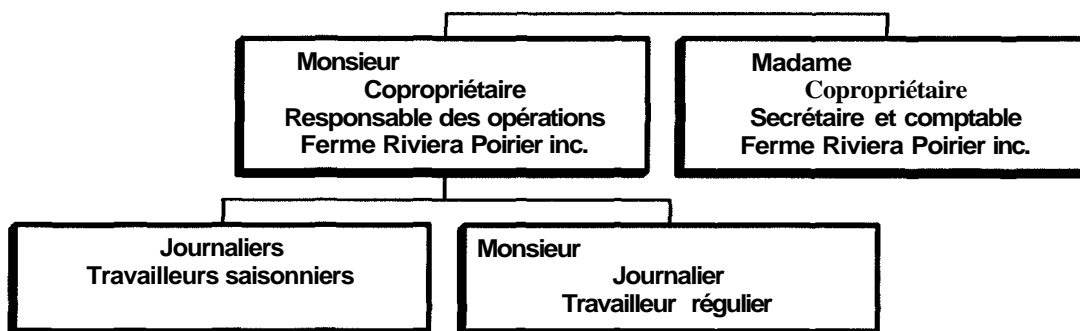 Monsieur
Copropriétaire
Responsable des opérations
Ferme Riviera Poirier inc.
Madame
Copropriétaire
Secrétaire et comptable
Ferme Riviera Poirier inc.
Journaliers
Travailleurs saisonniers
Monsieur
Journalier
Travailleur régulier